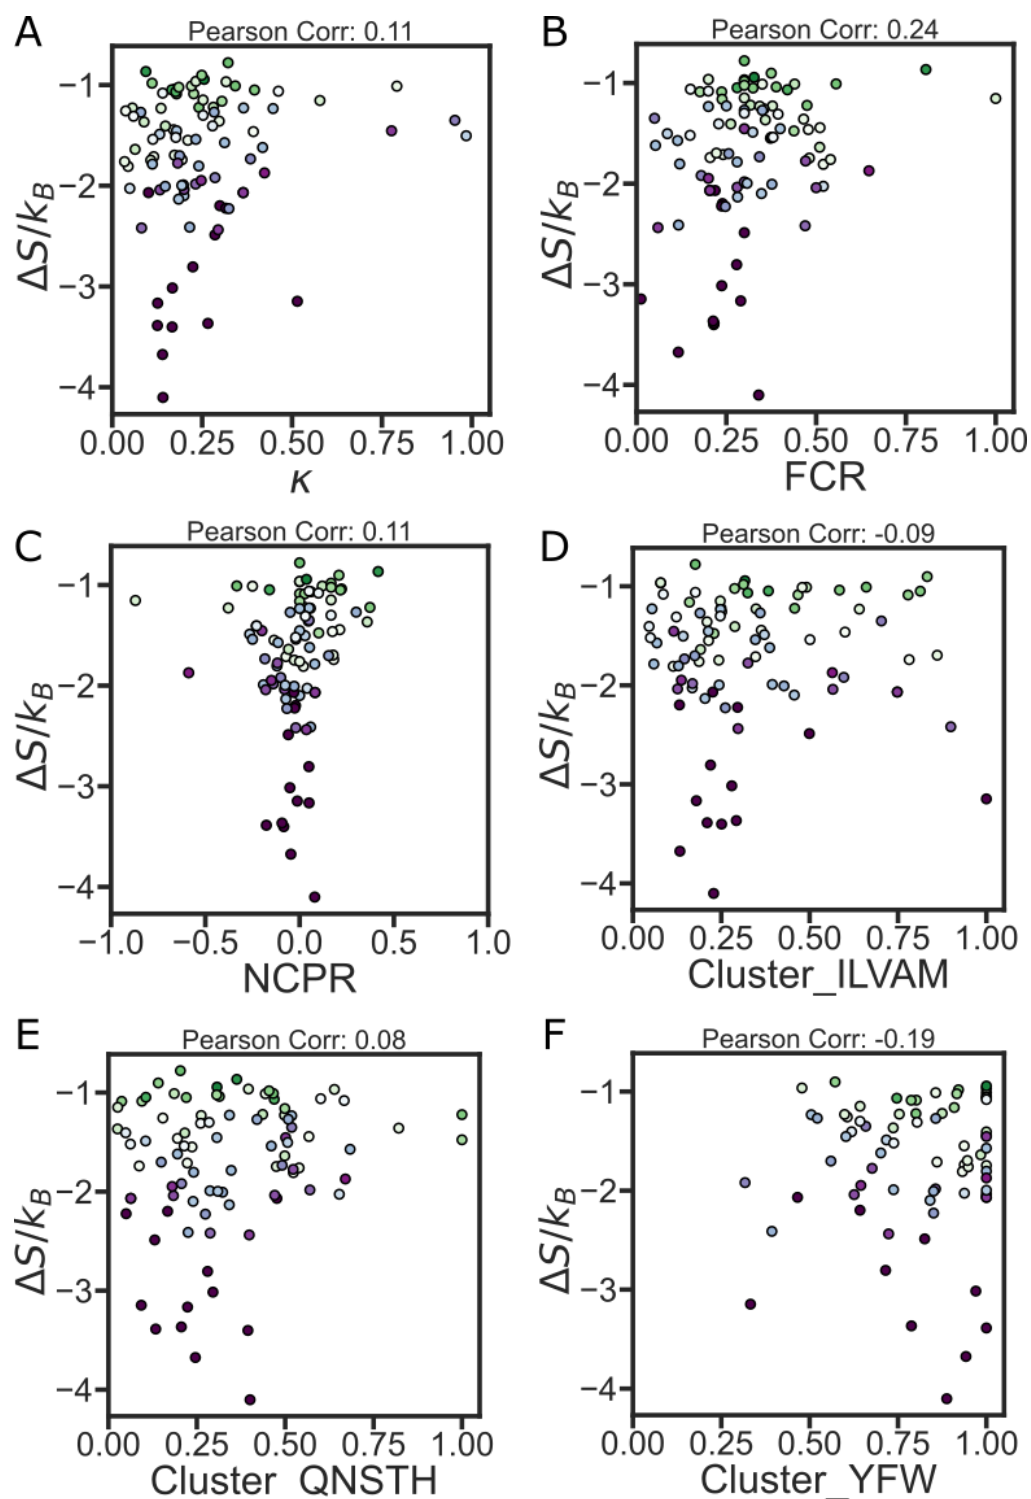 A
Pearson Corr: 0.11
ΔS/k_B
−1
−2
−3
−4
0.00 0.25 0.50 0.75 1.00
κ
B
Pearson Corr: 0.24
ΔS/k_B
−1
−2
−3
−4
0.00 0.25 0.50 0.75 1.00
FCR
C
Pearson Corr: 0.11
ΔS/k_B
−1
−2
−3
−4
−1.0 −0.5 0.0 0.5 1.0
NCPR
D
Pearson Corr: -0.09
ΔS/k_B
−1
−2
−3
−4
0.00 0.25 0.50 0.75 1.00
Cluster_ILVAM
E
Pearson Corr: 0.08
ΔS/k_B
−1
−2
−3
−4
0.00 0.25 0.50 0.75 1.00
Cluster QNSTH
F
Pearson Corr: -0.19
ΔS/k_B
−1
−2
−3
−4
0.00 0.25 0.50 0.75 1.00
Cluster_YFW